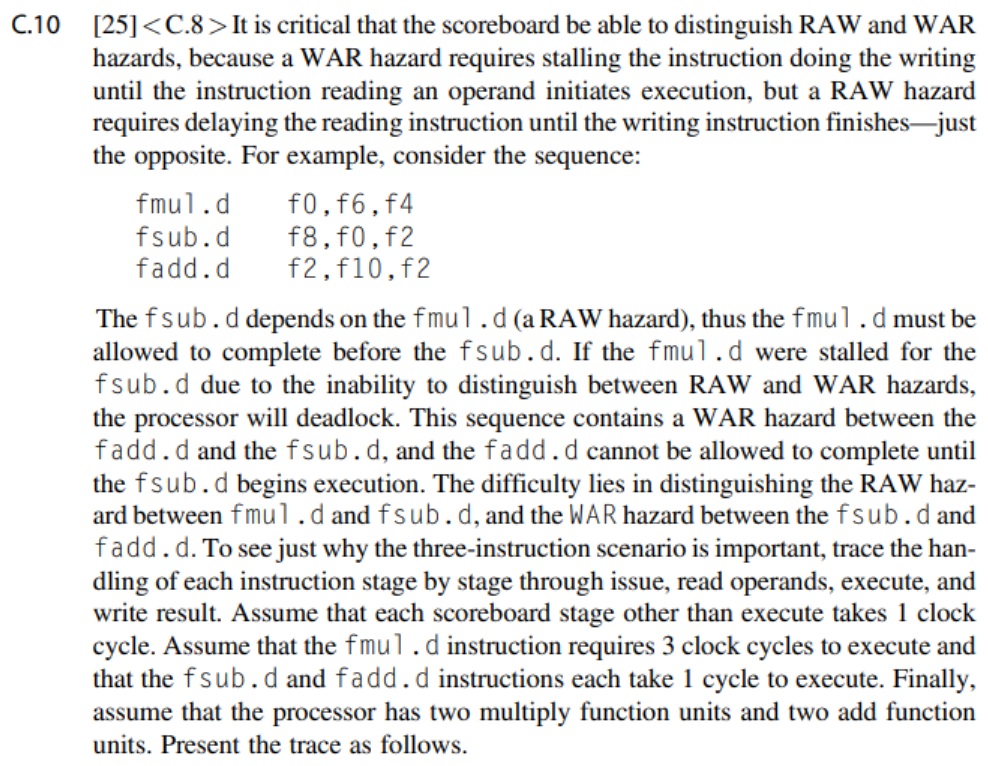 C.10 [25] <C.8> It is critical that the scoreboard be able to distinguish RAW and WAR
hazards, because a WAR hazard requires stalling the instruction doing the writing
until the instruction reading an operand initiates execution, but a RAW hazard
requires delaying the reading instruction until the writing instruction finishes—just
the opposite. For example, consider the sequence:
fmul.d f0,f6,f4
fsub.d f8,f0,f2
fadd.d f2,f10,f2
The fsub.d depends on the fmul.d (a RAW hazard), thus the fmul.d must be
allowed to complete before the fsub.d. If the fmul.d were stalled for the
fsub.d due to the inability to distinguish between RAW and WAR hazards,
the processor will deadlock. This sequence contains a WAR hazard between the
fadd.d and the fsub.d, and the fadd.d cannot be allowed to complete until
the fsub.d begins execution. The difficulty lies in distinguishing the RAW haz-
ard between fmul.d and fsub.d, and the WAR hazard between the fsub.d and
fadd.d. To see just why the three-instruction scenario is important, trace the han-
dling of each instruction stage by stage through issue, read operands, execute, and
write result. Assume that each scoreboard stage other than execute takes 1 clock
cycle. Assume that the fmul.d instruction requires 3 clock cycles to execute and
that the fsub.d and fadd.d instructions each take 1 cycle to execute. Finally,
assume that the processor has two multiply function units and two add function
units. Present the trace as follows.